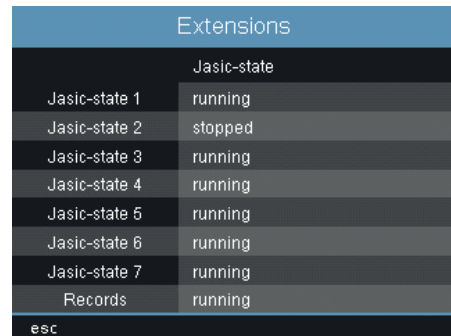 Extensions
Jasic-state
Jasic-state 1 running
Jasic-state 2 stopped
Jasic-state 3 running
Jasic-state 4 running
Jasic-state 5 running
Jasic-state 6 running
Jasic-state 7 running
Records running
esc